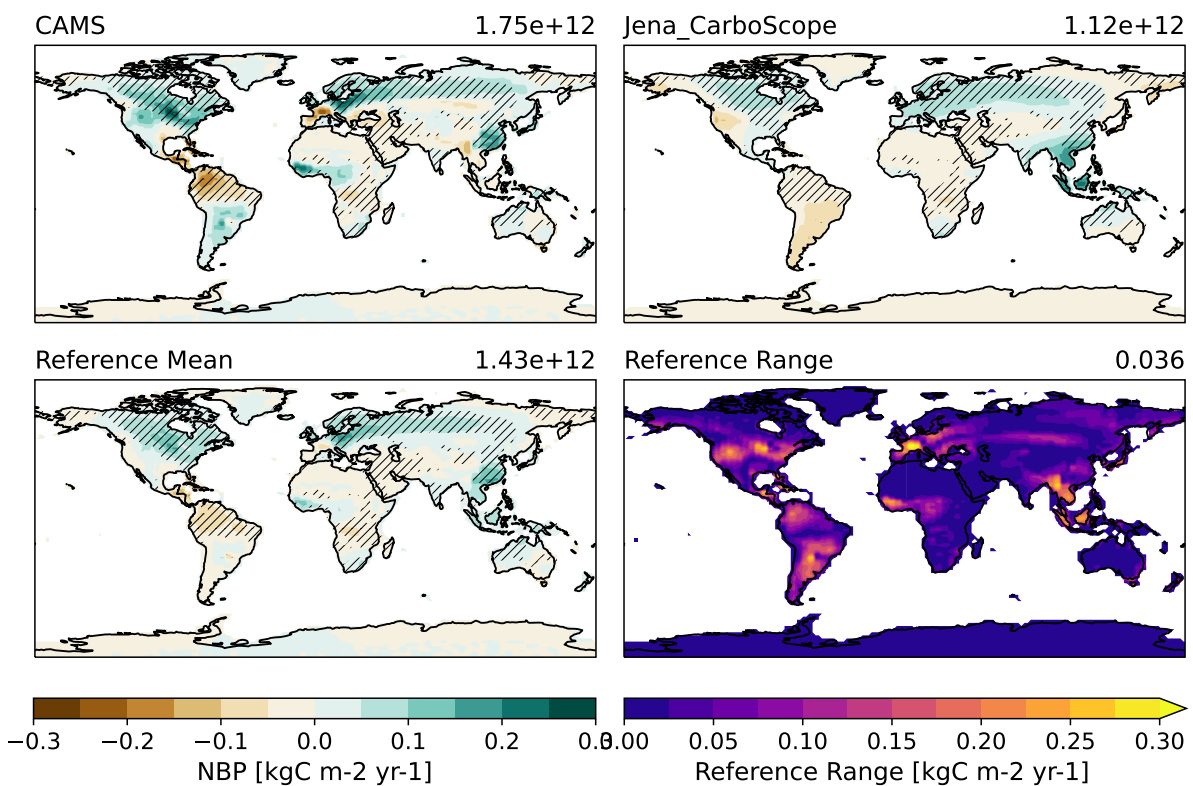 CAMS 1.75e+12
Jena_CarboScope 1.12e+12
Reference Mean 1.43e+12
Reference Range 0.036
−0.3 −0.2 −0.1 0.0 0.1 0.2 0.3
NBP [kgC m-2 yr-1]
0.00 0.05 0.10 0.15 0.20 0.25 0.30
Reference Range [kgC m-2 yr-1]